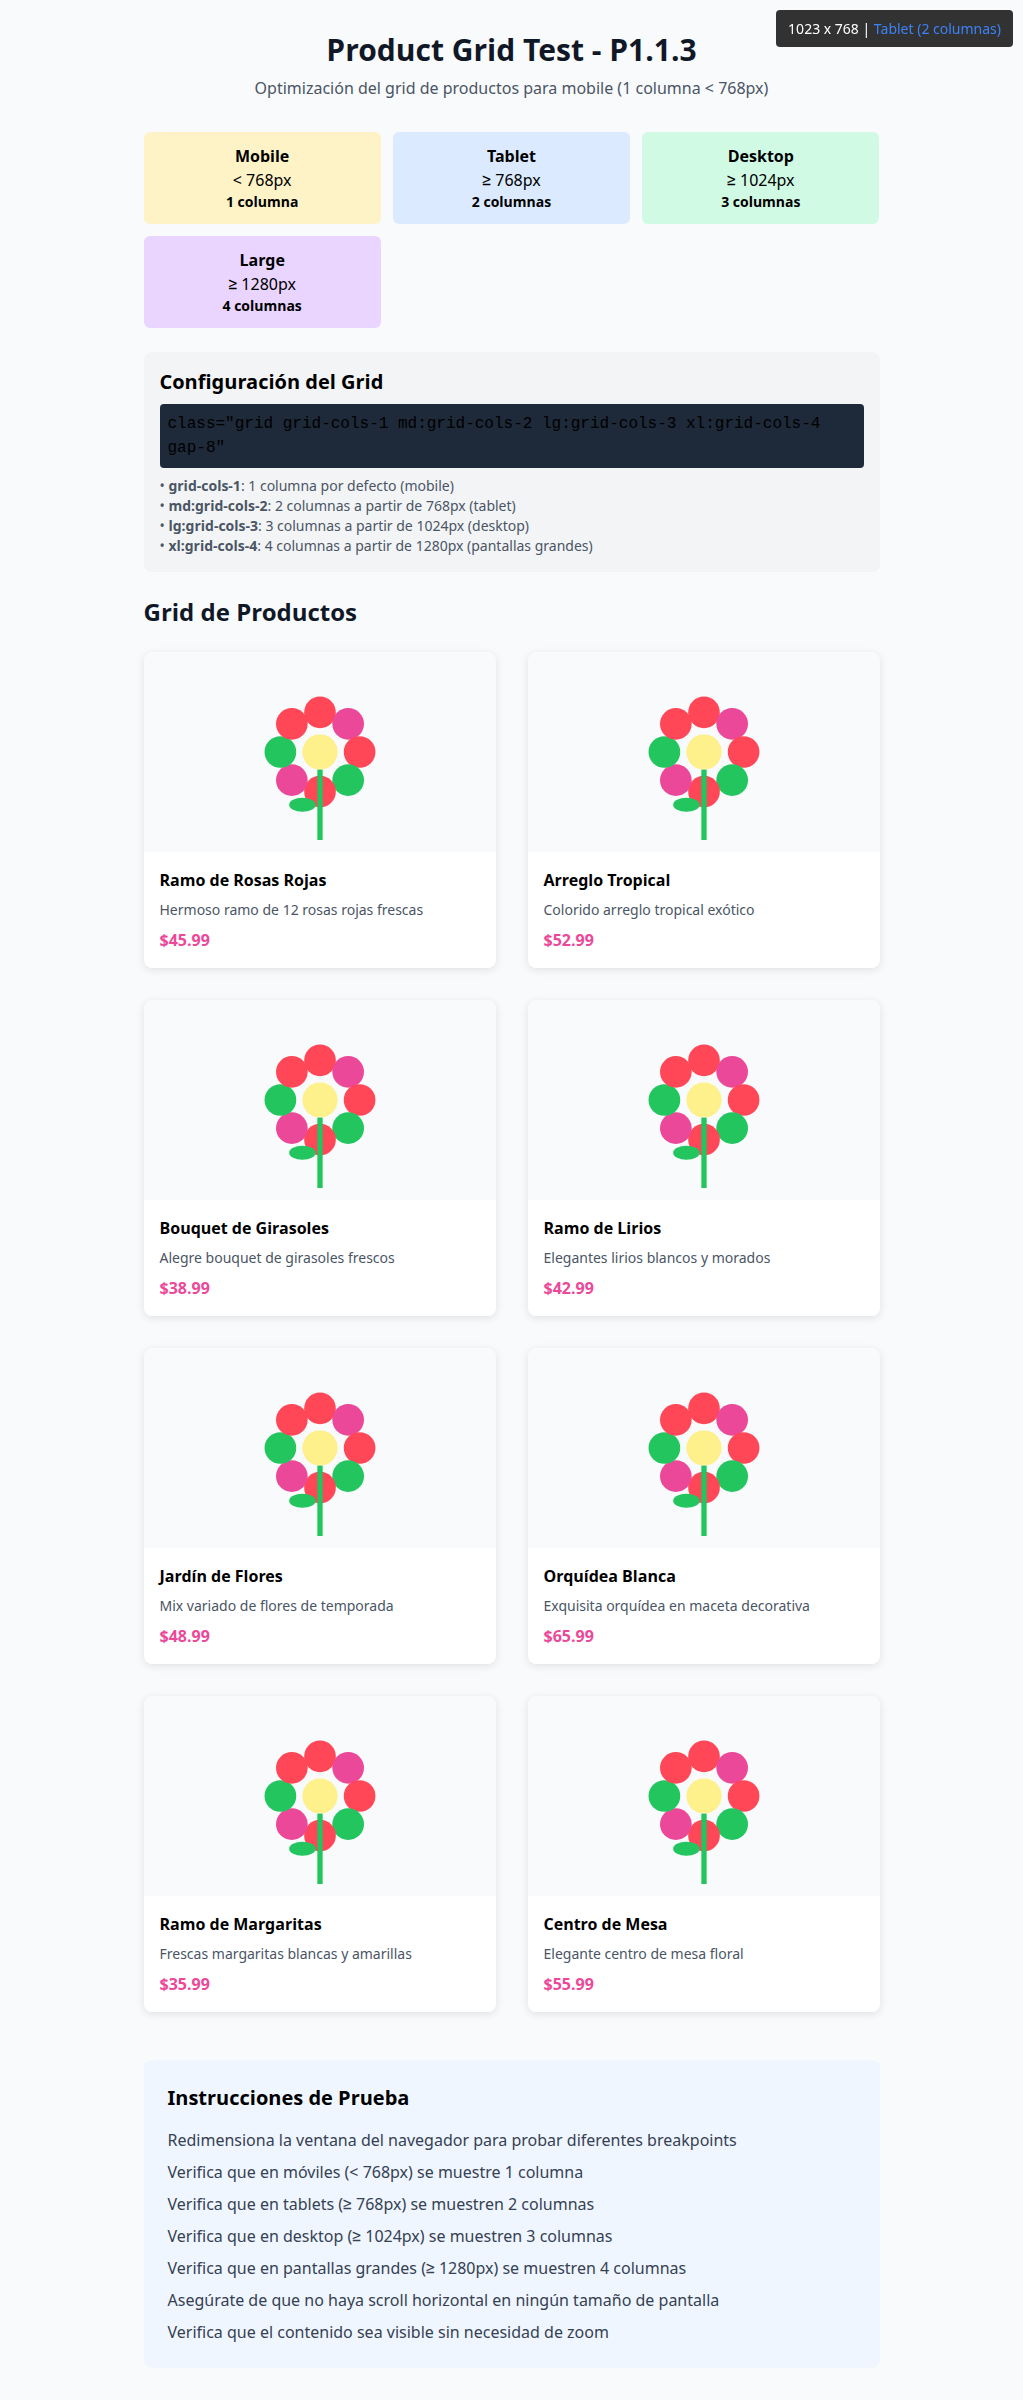 1023 x 768 | Tablet (2 columnas)
Product Grid Test - P1.1.3
Optimización del grid de productos para mobile (1 columna < 768px)
Mobile
< 768px
1 columna
Tablet
≥ 768px
2 columnas
Desktop
≥ 1024px
3 columnas
Large
≥ 1280px
4 columnas
Configuración del Grid
class="grid grid-cols-1 md:grid-cols-2 lg:grid-cols-3 xl:grid-cols-4
gap-8"
• grid-cols-1: 1 columna por defecto (mobile)
• md:grid-cols-2: 2 columnas a partir de 768px (tablet)
• lg:grid-cols-3: 3 columnas a partir de 1024px (desktop)
• xl:grid-cols-4: 4 columnas a partir de 1280px (pantallas grandes)
Grid de Productos
Ramo de Rosas Rojas
Hermoso ramo de 12 rosas rojas frescas
$45.99
Arreglo Tropical
Colorido arreglo tropical exótico
$52.99
Bouquet de Girasoles
Alegre bouquet de girasoles frescos
$38.99
Ramo de Lirios
Elegantes lirios blancos y morados
$42.99
Jardín de Flores
Mix variado de flores de temporada
$48.99
Orquídea Blanca
Exquisita orquídea en maceta decorativa
$65.99
Ramo de Margaritas
Frescas margaritas blancas y amarillas
$35.99
Centro de Mesa
Elegante centro de mesa floral
$55.99
Instrucciones de Prueba
Redimensiona la ventana del navegador para probar diferentes breakpoints
Verifica que en móviles (< 768px) se muestre 1 columna
Verifica que en tablets (≥ 768px) se muestren 2 columnas
Verifica que en desktop (≥ 1024px) se muestren 3 columnas
Verifica que en pantallas grandes (≥ 1280px) se muestren 4 columnas
Asegúrate de que no haya scroll horizontal en ningún tamaño de pantalla
Verifica que el contenido sea visible sin necesidad de zoom